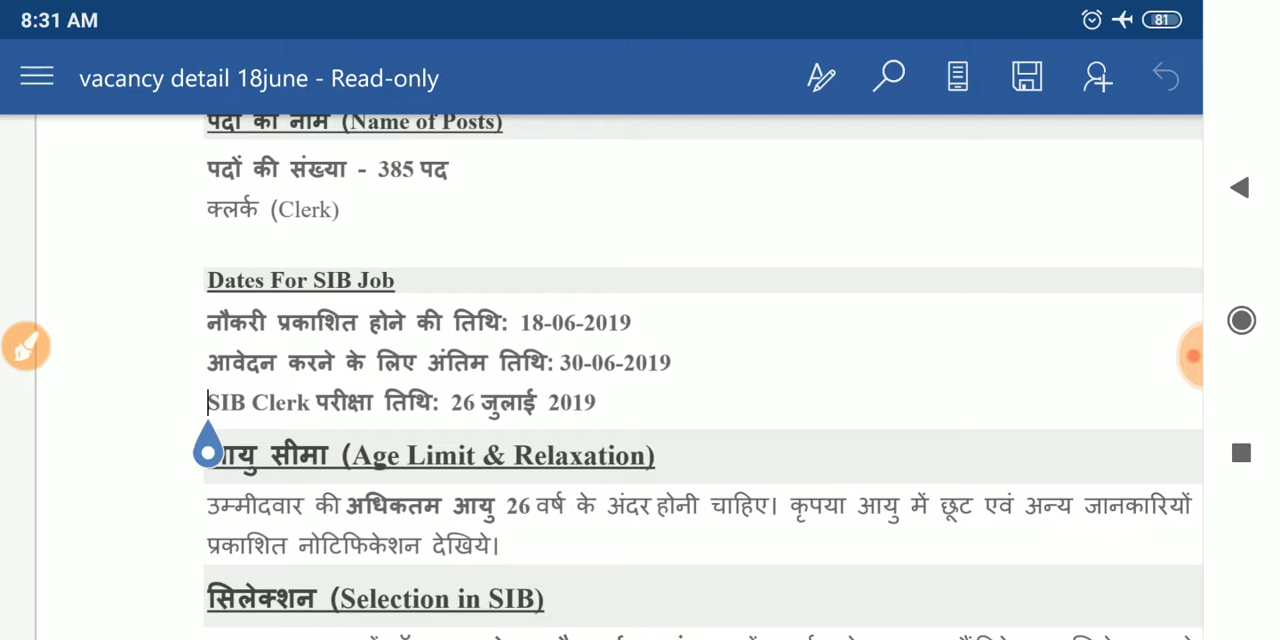 8:31 AM
81
vacancy detail 18june - Read-only
पदों का नाम (Name of Posts)
पदों की संख्या - 385 पद
क्लर्क (Clerk)
Dates For SIB Job
नौकरी प्रकाशित होने की तिथि: 18-06-2019
आवेदन करने के लिए अंतिम तिथि: 30-06-2019
SIB Clerk परीक्षा तिथि: 26 जुलाई 2019
आयु सीमा (Age Limit & Relaxation)
उम्मीदवार की अधिकतम आयु 26 वर्ष के अंदर होनी चाहिए। कृपया आयु में छूट एवं अन्य जानकारियों
प्रकाशित नोटिफिकेशन देखिये।
सिलेक्शन (Selection in SIB)